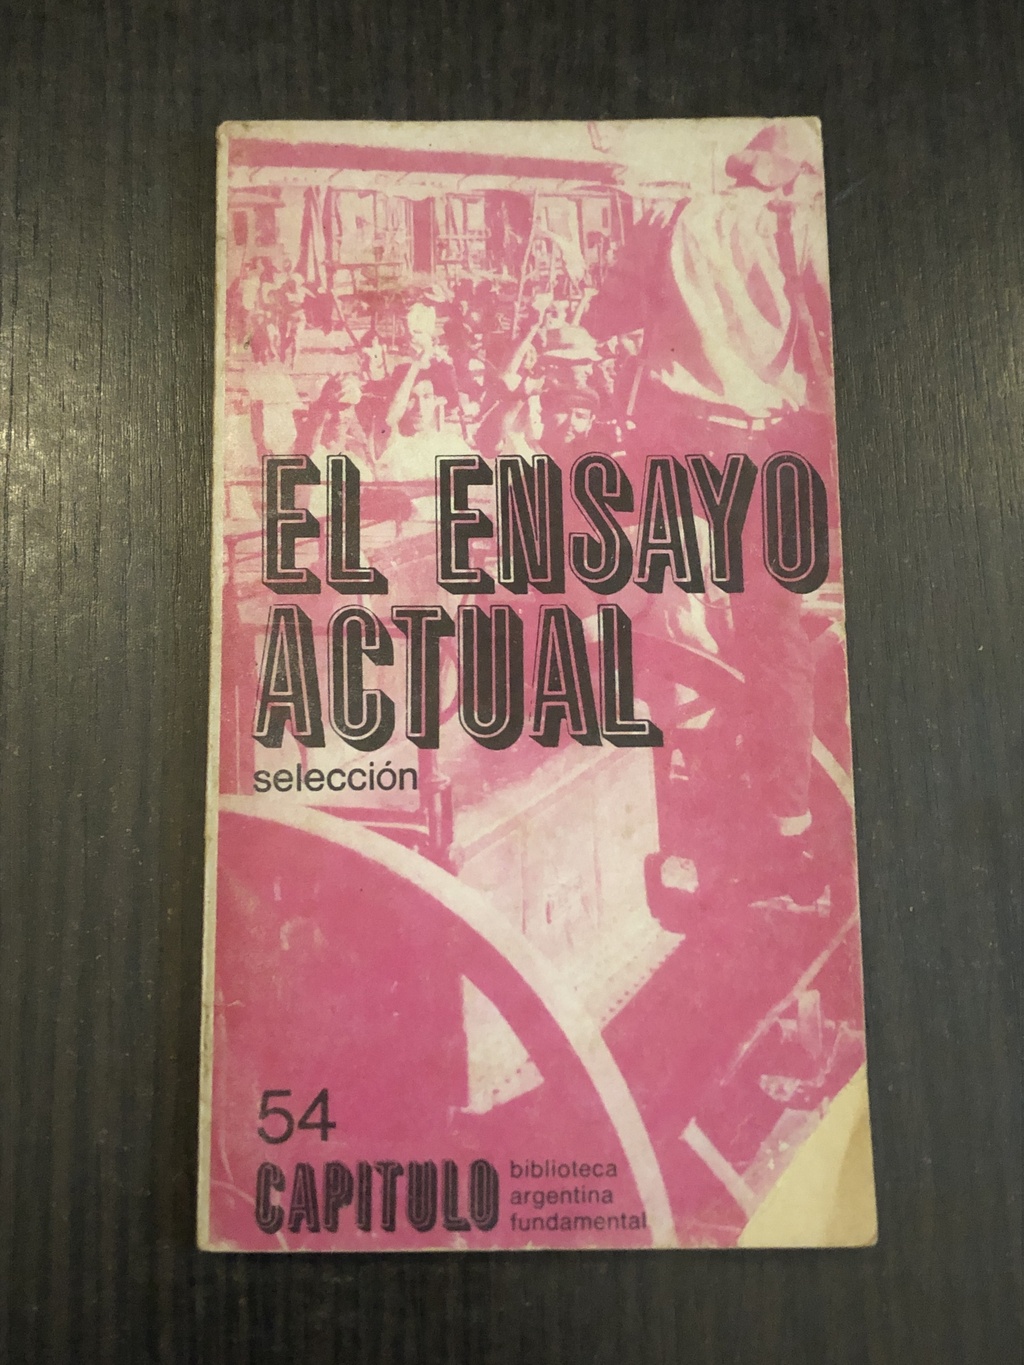 EL ENSAYO
ACTUAL
selección
54
CAPITULO
biblioteca
argentina
fundamental